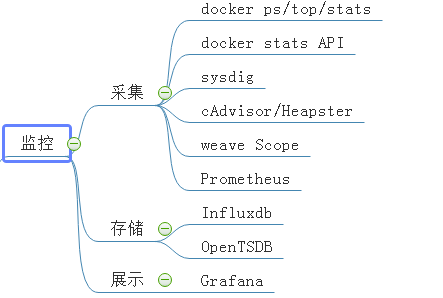 监控
采集
docker ps/top/stats
docker stats API
sysdig
cAdvisor/Heapster
weave Scope
Prometheus
存储
Influxdb
OpenTSDB
展示
Grafana